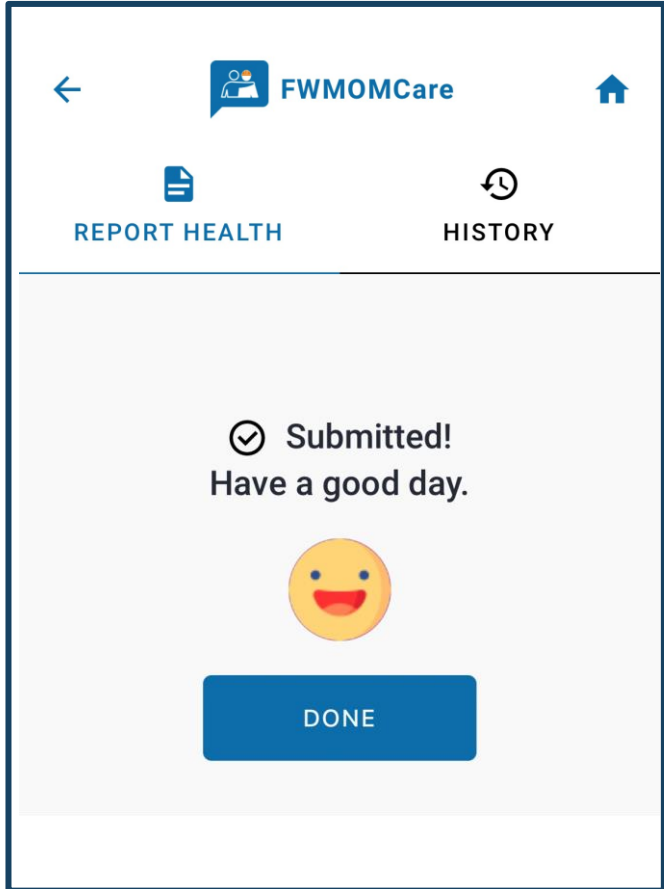 FWMOMCare
REPORT HEALTH
HISTORY
Submitted!
Have a good day.
DONE